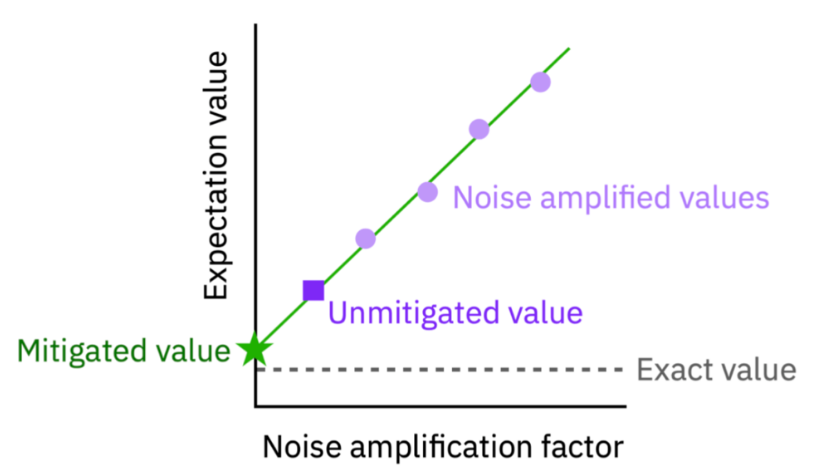 Expectation value
Noise amplified values
Unmitigated value
Mitigated value
Exact value
Noise amplification factor